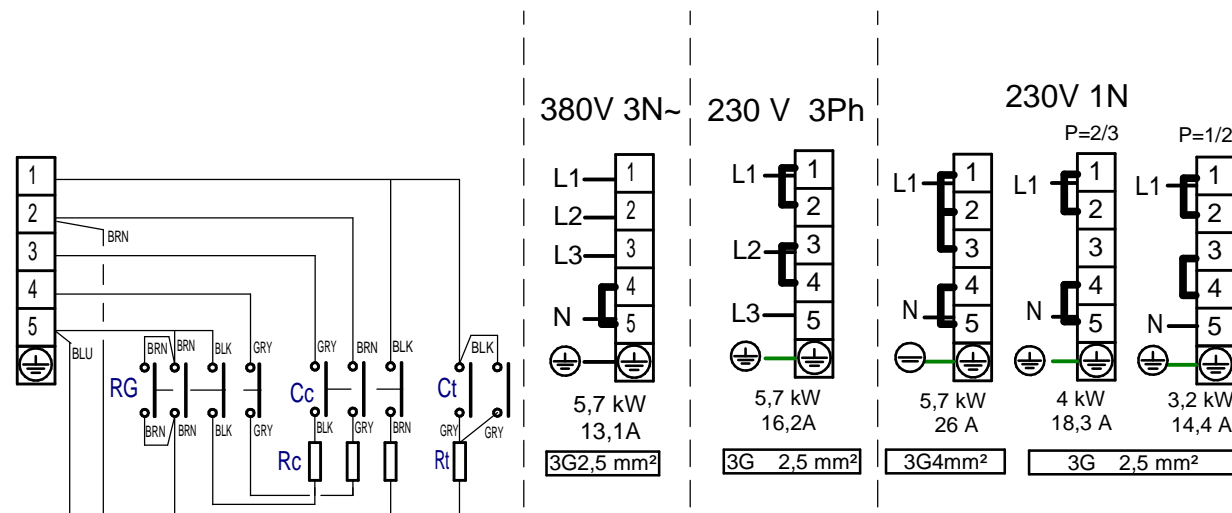 1
2
3
4
5
BRN
BLU
BRN
BRN
BLK
GRY
GRY
BRN
BLK
BLK
RG
Cc
Ct
BRN
BRN
BLK
GRY
BLK
GRY
BRN
GRY
GRY
Rc
Rt
380V 3N~
L1
L2
L3
N
1
2
3
4
5
5,7 kW
13,1A
3G2,5 mm²
230 V 3Ph
L1
L2
L3
1
2
3
4
5
5,7 kW
16,2A
3G 2,5 mm²
230V 1N
L1
N
1
2
3
4
5
5,7 kW
26 A
3G4mm²
P=2/3
L1
N
1
2
3
4
5
4 kW
18,3 A
P=1/2
L1
N
1
2
3
4
5
3,2 kW
14,4 A
3G 2,5 mm²